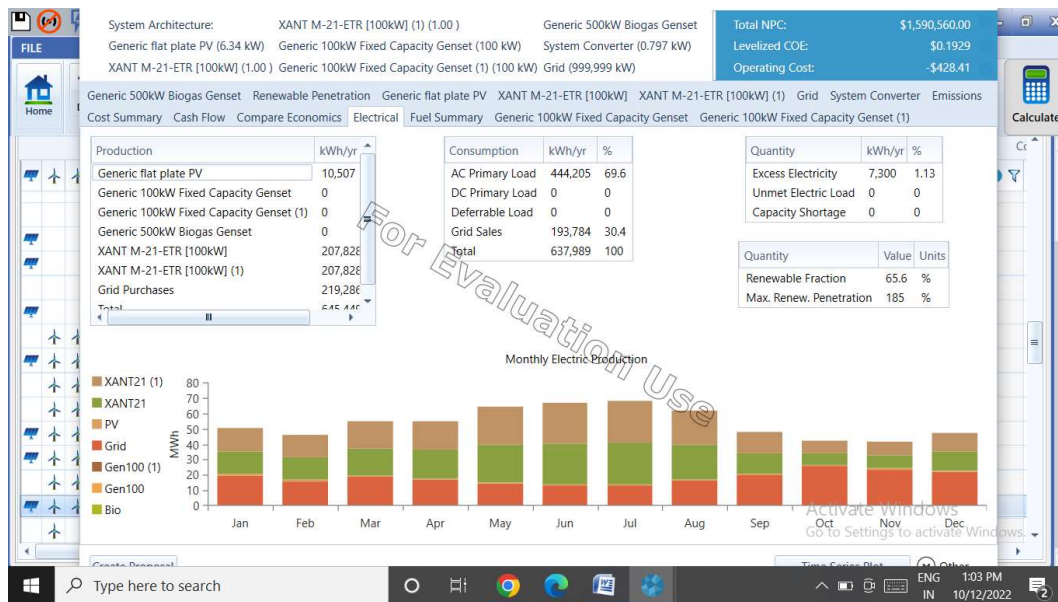 System Architecture: XANT M-21-ETR [100kW] (1) (1.00 ) Generic 500kW Biogas Genset
Generic flat plate PV (6.34 kW) Generic 100kW Fixed Capacity Genset (100 kW) System Converter (0.797 kW)
XANT M-21-ETR [100kW] (1.00 ) Generic 100kW Fixed Capacity Genset (1) (100 kW) Grid (999,999 kW)
Total NPC: $1,590,560.00
Levelized COE: $0.1929
Operating Cost: -$428.41
FILE
Home
Calculate
Generic 500kW Biogas Genset Renewable Penetration Generic flat plate PV XANT M-21-ETR [100kW] XANT M-21-ETR [100kW] (1) Grid System Converter Emissions
Cost Summary Cash Flow Compare Economics Electrical Fuel Summary Generic 100kW Fixed Capacity Genset Generic 100kW Fixed Capacity Genset (1)
Production kWh/yr
Generic flat plate PV 10,507
Generic 100kW Fixed Capacity Genset 0
Generic 100kW Fixed Capacity Genset (1) 0
Generic 500kW Biogas Genset 0
XANT M-21-ETR [100kW] 207,828
XANT M-21-ETR [100kW] (1) 207,828
Grid Purchases 219,286
Total
Consumption kWh/yr %
AC Primary Load 444,205 69.6
DC Primary Load 0 0
Deferrable Load 0 0
Grid Sales 193,784 30.4
Total 637,989 100
Quantity kWh/yr %
Excess Electricity 7,300 1.13
Unmet Electric Load 0 0
Capacity Shortage 0 0
Quantity Value Units
Renewable Fraction 65.6 %
Max. Renew. Penetration 185 %
For Evaluation Use
Monthly Electric Production
XANT21 (1)
XANT21
PV
Grid
Gen100 (1)
Gen100
Bio
MWh
80
70
60
50
40
30
20
10
0
Jan Feb Mar Apr May Jun Jul Aug Sep Oct Nov Dec
Activate Windows
Go to Settings to activate Windows.
Create Proposal
Time Series Plot
Other
Type here to search
ENG
IN
1:03 PM
10/12/2022
2